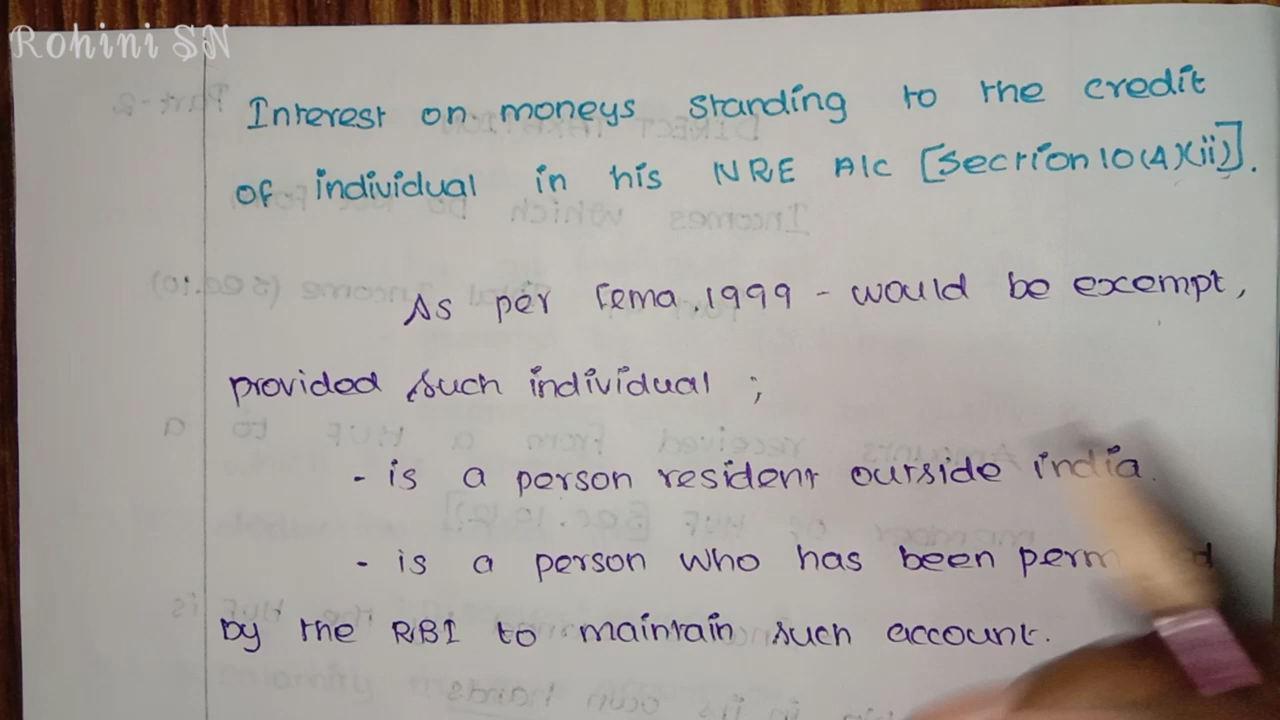 Rohini SN
Interest on moneys standing to the credit
of individual in his NRE A/c [Section 10(4)(ii)].
As per Fema.1999 - would be exempt,
provided such individual ;
- is a person resident outside india.
- is a person who has been
by the RBI to maintain such account.